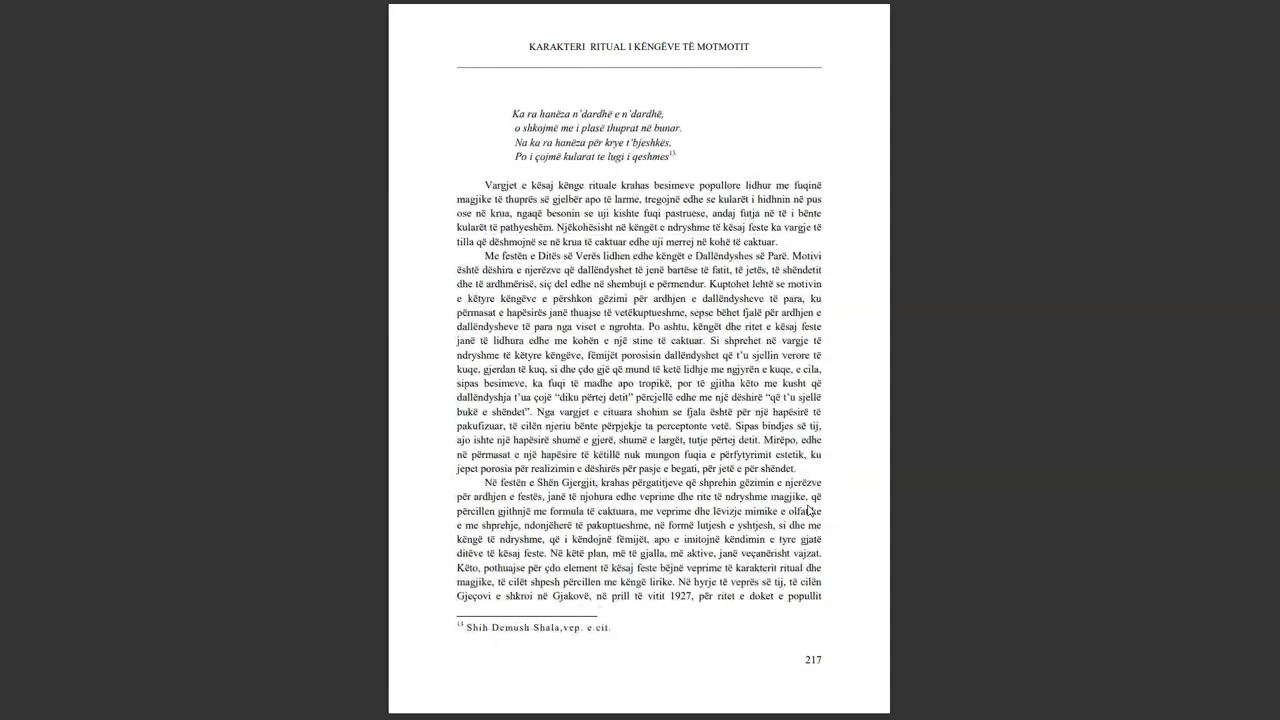 KARAKTERI RITUAL I KËNGËVE TË MOTMOTIT
Ka ra hanëza n’dardhë e n’dardhë,
o shkojmë me i plasë thuprat në bunar.
Na ka ra hanëza për krye t’bjeshkës.
Po i çojmë kularat te lugi i qeshmes13
Vargjet e kësaj kënge rituale krahas besimeve popullore lidhur me fuqinë
magjike të thuprës së gjelbër apo të larme, tregojnë edhe se kularët i hidhnin në pus
ose në krua, ngaqë besonin se uji kishte fuqi pastruese, andaj futja në të i bënte
kularët të pathyeshëm. Njëkohësisht në këngët e ndryshme të kësaj feste ka vargje të
tilla që dëshmojnë se në krua të caktuar edhe uji merrej në kohë të caktuar.
Me festën e Ditës së Verës lidhen edhe këngët e Dallëndyshes së Parë. Motivi
është dëshira e njerëzve që dallëndyshet të jenë bartëse të fatit, të jetës, të shëndetit
dhe të ardhmërisë, siç del edhe në shembujt e përmendur. Kuptohet lehtë se motivin
e këtyre këngëve e përshkon gëzimi për ardhjen e dallëndysheve të para, ku
përmasat e hapësirës janë thuajse të vetëkuptueshme, sepse bëhet fjalë për ardhjen e
dallëndysheve të para nga viset e ngrohta. Po ashtu, këngët dhe ritet e kësaj feste
janë të lidhura edhe me kohën e një stine të caktuar. Si shprehet në vargje të
ndryshme të këtyre këngëve, fëmijët porosisin dallëndyshet që t’u sjellin verore të
kuqe, gjerdan të kuq, si dhe çdo gjë që mund të ketë lidhje me ngjyrën e kuqe, e cila,
sipas besimeve, ka fuqi të madhe apo tropikë, por të gjitha këto me kusht që
dallëndyshja t’ua çojë “diku përtej detit” përcjellë edhe me një dëshirë “që t’u sjellë
bukë e shëndet”. Nga vargjet e cituara shohim se fjala është për një hapësirë të
pakufizuar, të cilën njeriu bënte përpjekje ta perceptonte vetë. Sipas bindjes së tij,
ajo ishte një hapësirë shumë e gjerë, shumë e largët, tutje përtej detit. Mirëpo, edhe
në përmasat e një hapësire të këtillë nuk mungon fuqia e përfytyrimit estetik, ku
jepet porosia për realizimin e dëshirës për pasje e begati, për jetë e për shëndet.
Në festën e Shën Gjergjit, krahas përgatitjeve që shprehin gëzimin e njerëzve
për ardhjen e festës, janë të njohura edhe veprime dhe rite të ndryshme magjike, që
përcillen gjithnjë me formula të caktuara, me veprime dhe lëvizje mimike e olfatike
e me shprehje, ndonjëherë të pakuptueshme, në formë lutjesh e yshtjesh, si dhe me
këngë të ndryshme, që i këndojnë fëmijët, apo e imitojnë këndimin e tyre gjatë
ditëve të kësaj feste. Në këtë plan, më të gjalla, më aktive, janë veçanërisht vajzat.
Këto, pothuajse për çdo element të kësaj feste bëjnë veprime të karakterit ritual dhe
magjike, të cilët shpesh përcillen me këngë lirike. Në hyrje të veprës së tij, të cilën
Gjeçovi e shkroi në Gjakovë, në prill të vitit 1927, për ritet e doket e popullit
13 Shih Demush Shala,vep. e cit.
217